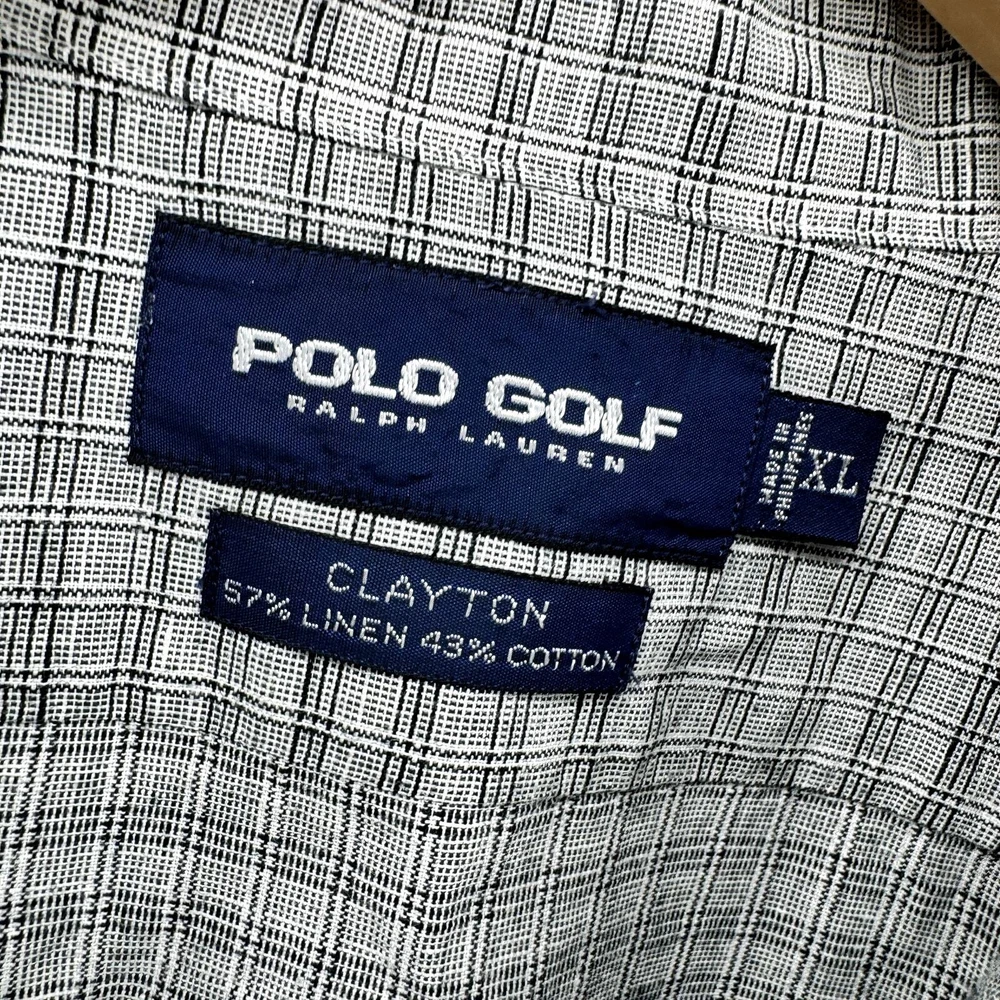 POLO GOLF
RALPH LAUREN
MADE IN
PHILIPPINES
XL
CLAYTON
57% LINEN 43% COTTON